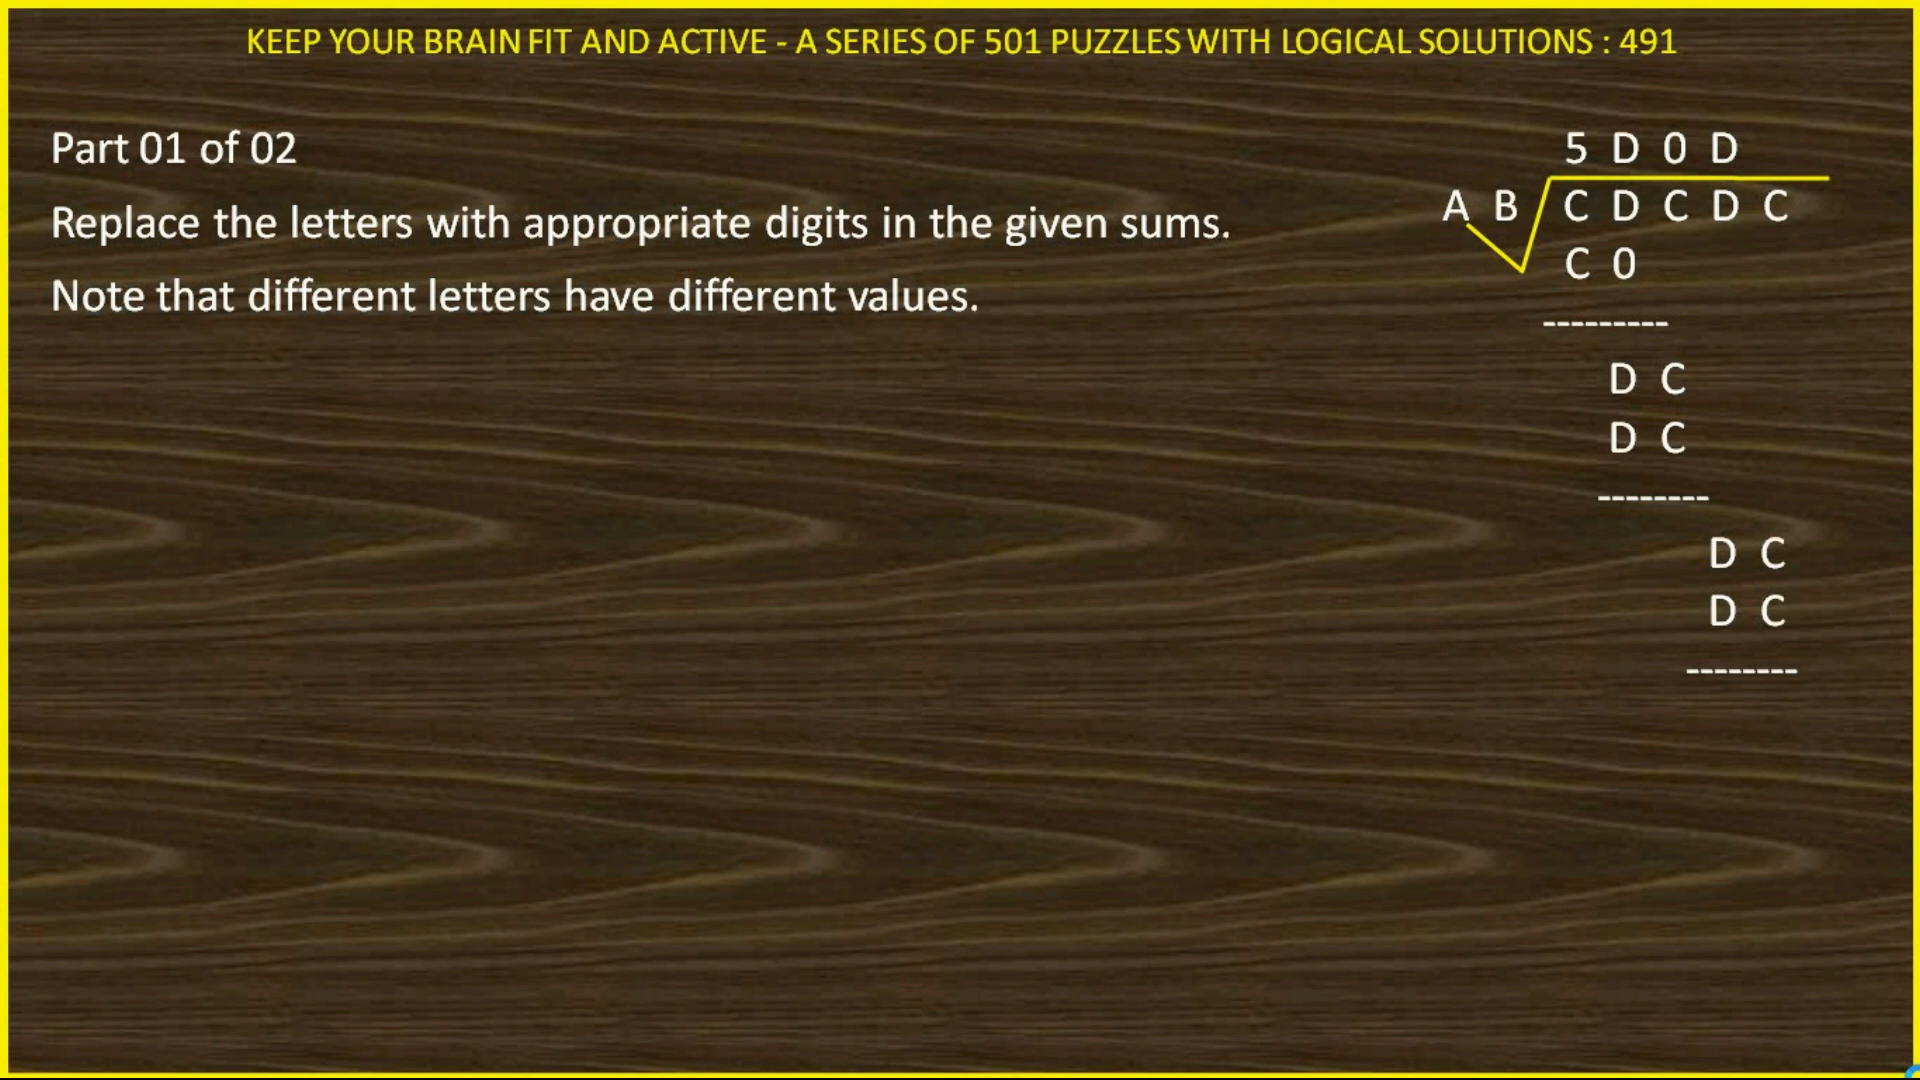 KEEP YOUR BRAIN FIT AND ACTIVE - A SERIES OF 501 PUZZLES WITH LOGICAL SOLUTIONS : 491
Part 01 of 02
Replace the letters with appropriate digits in the given sums.
Note that different letters have different values.
5 D 0 D
A B C D C D C
C 0
---------
D C
D C
--------
D C
D C
--------